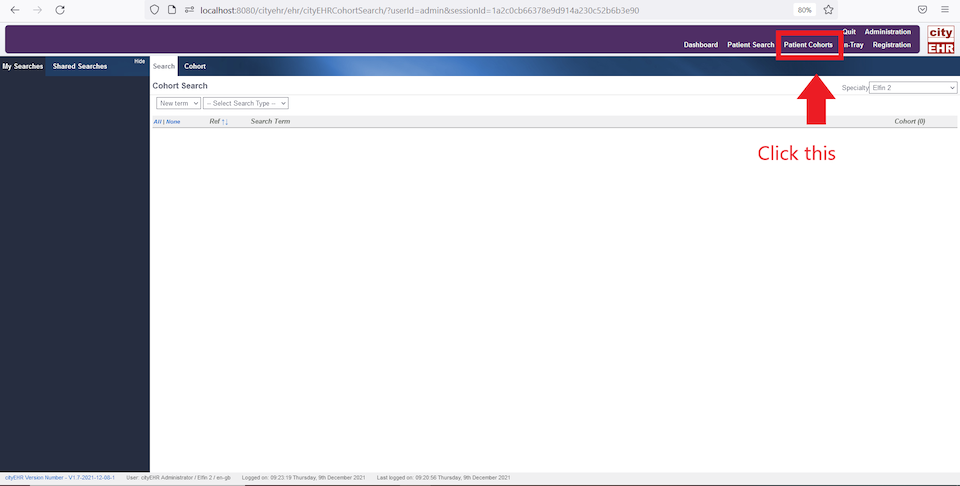 localhost:8080/cityehr/ehr/cityEHRCohortSearch/?userId=admin&sessionId=1a2c0cb66378e9d914a230c52b6b3e90
80%
Quit Administration
Dashboard Patient Search Patient Cohorts In-Tray Registration
city
EHR
My Searches Shared Searches Hide Search Cohort
Cohort Search
Specialty Elfin 2
New term -- Select Search Type --
All | None Ref ↑↓ Search Term Cohort (0)
Click this
cityEHR Version Number - V1.7-2021-12-00-1 User: cityEHR Administrator / Elfin 2 / en-gb Logged on: 09:23:19 Thursday, 9th December 2021 Last logged on: 09:20:56 Thursday, 9th December 2021